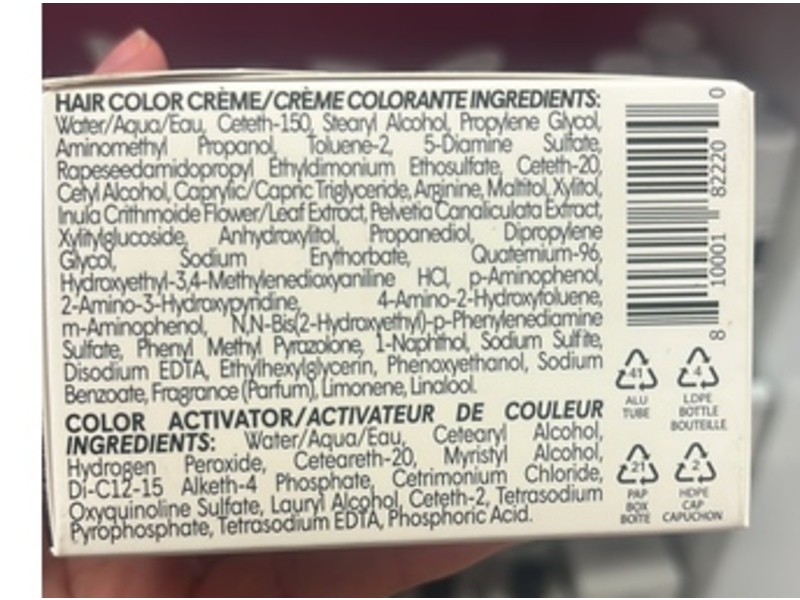 HAIR COLOR CRÈME/CRÈME COLORANTE INGREDIENTS:
Water/Aqua/Eau, Ceteth-150, Stearyl Alcohol, Propylene Glycol,
Aminomethyl Propanol, Toluene-2, 5-Diamine Sulfate,
Rapeseedamidopropyl Ethyldimonium Ethosulfate, Ceteth-20,
Cetyl Alcohol, Caprylic/Capric Triglyceride, Arginine, Maltitol, Xylitol,
Inula Crithmoide Flower/Leaf Extract, Pelvetia Canaliculata Extract,
Xylitylglucoside, Anhydroxylitol, Propanediol, Dipropylene
Glycol, Sodium Erythorbate, Quaternium-96,
Hydroxyethyl-3,4-Methylenedioxyaniline HCl, p-Aminophenol,
2-Amino-3-Hydroxypyridine, 4-Amino-2-Hydroxytoluene,
m-Aminophenol, N,N-Bis(2-Hydroxyethyl)-p-Phenylenediamine
Sulfate, Phenyl Methyl Pyrazolone, 1-Naphthol, Sodium Sulfite,
Disodium EDTA, Ethylhexylglycerin, Phenoxyethanol, Sodium
Benzoate, Fragrance (Parfum), Limonene, Linalool.
COLOR ACTIVATOR/ACTIVATEUR DE COULEUR
INGREDIENTS: Water/Aqua/Eau, Cetearyl Alcohol,
Hydrogen Peroxide, Ceteareth-20, Myristyl Alcohol,
Di-C12-15 Alketh-4 Phosphate, Cetrimonium Chloride,
Oxyquinoline Sulfate, Lauryl Alcohol, Ceteth-2, Tetrasodium
Pyrophosphate, Tetrasodium EDTA, Phosphoric Acid.
8 10001 82220 0
41
ALU
TUBE
4
LDPE
BOTTLE
BOUTEILLE
21
PAP
BOX
BOÎTE
2
HDPE
CAP
CAPUCHON